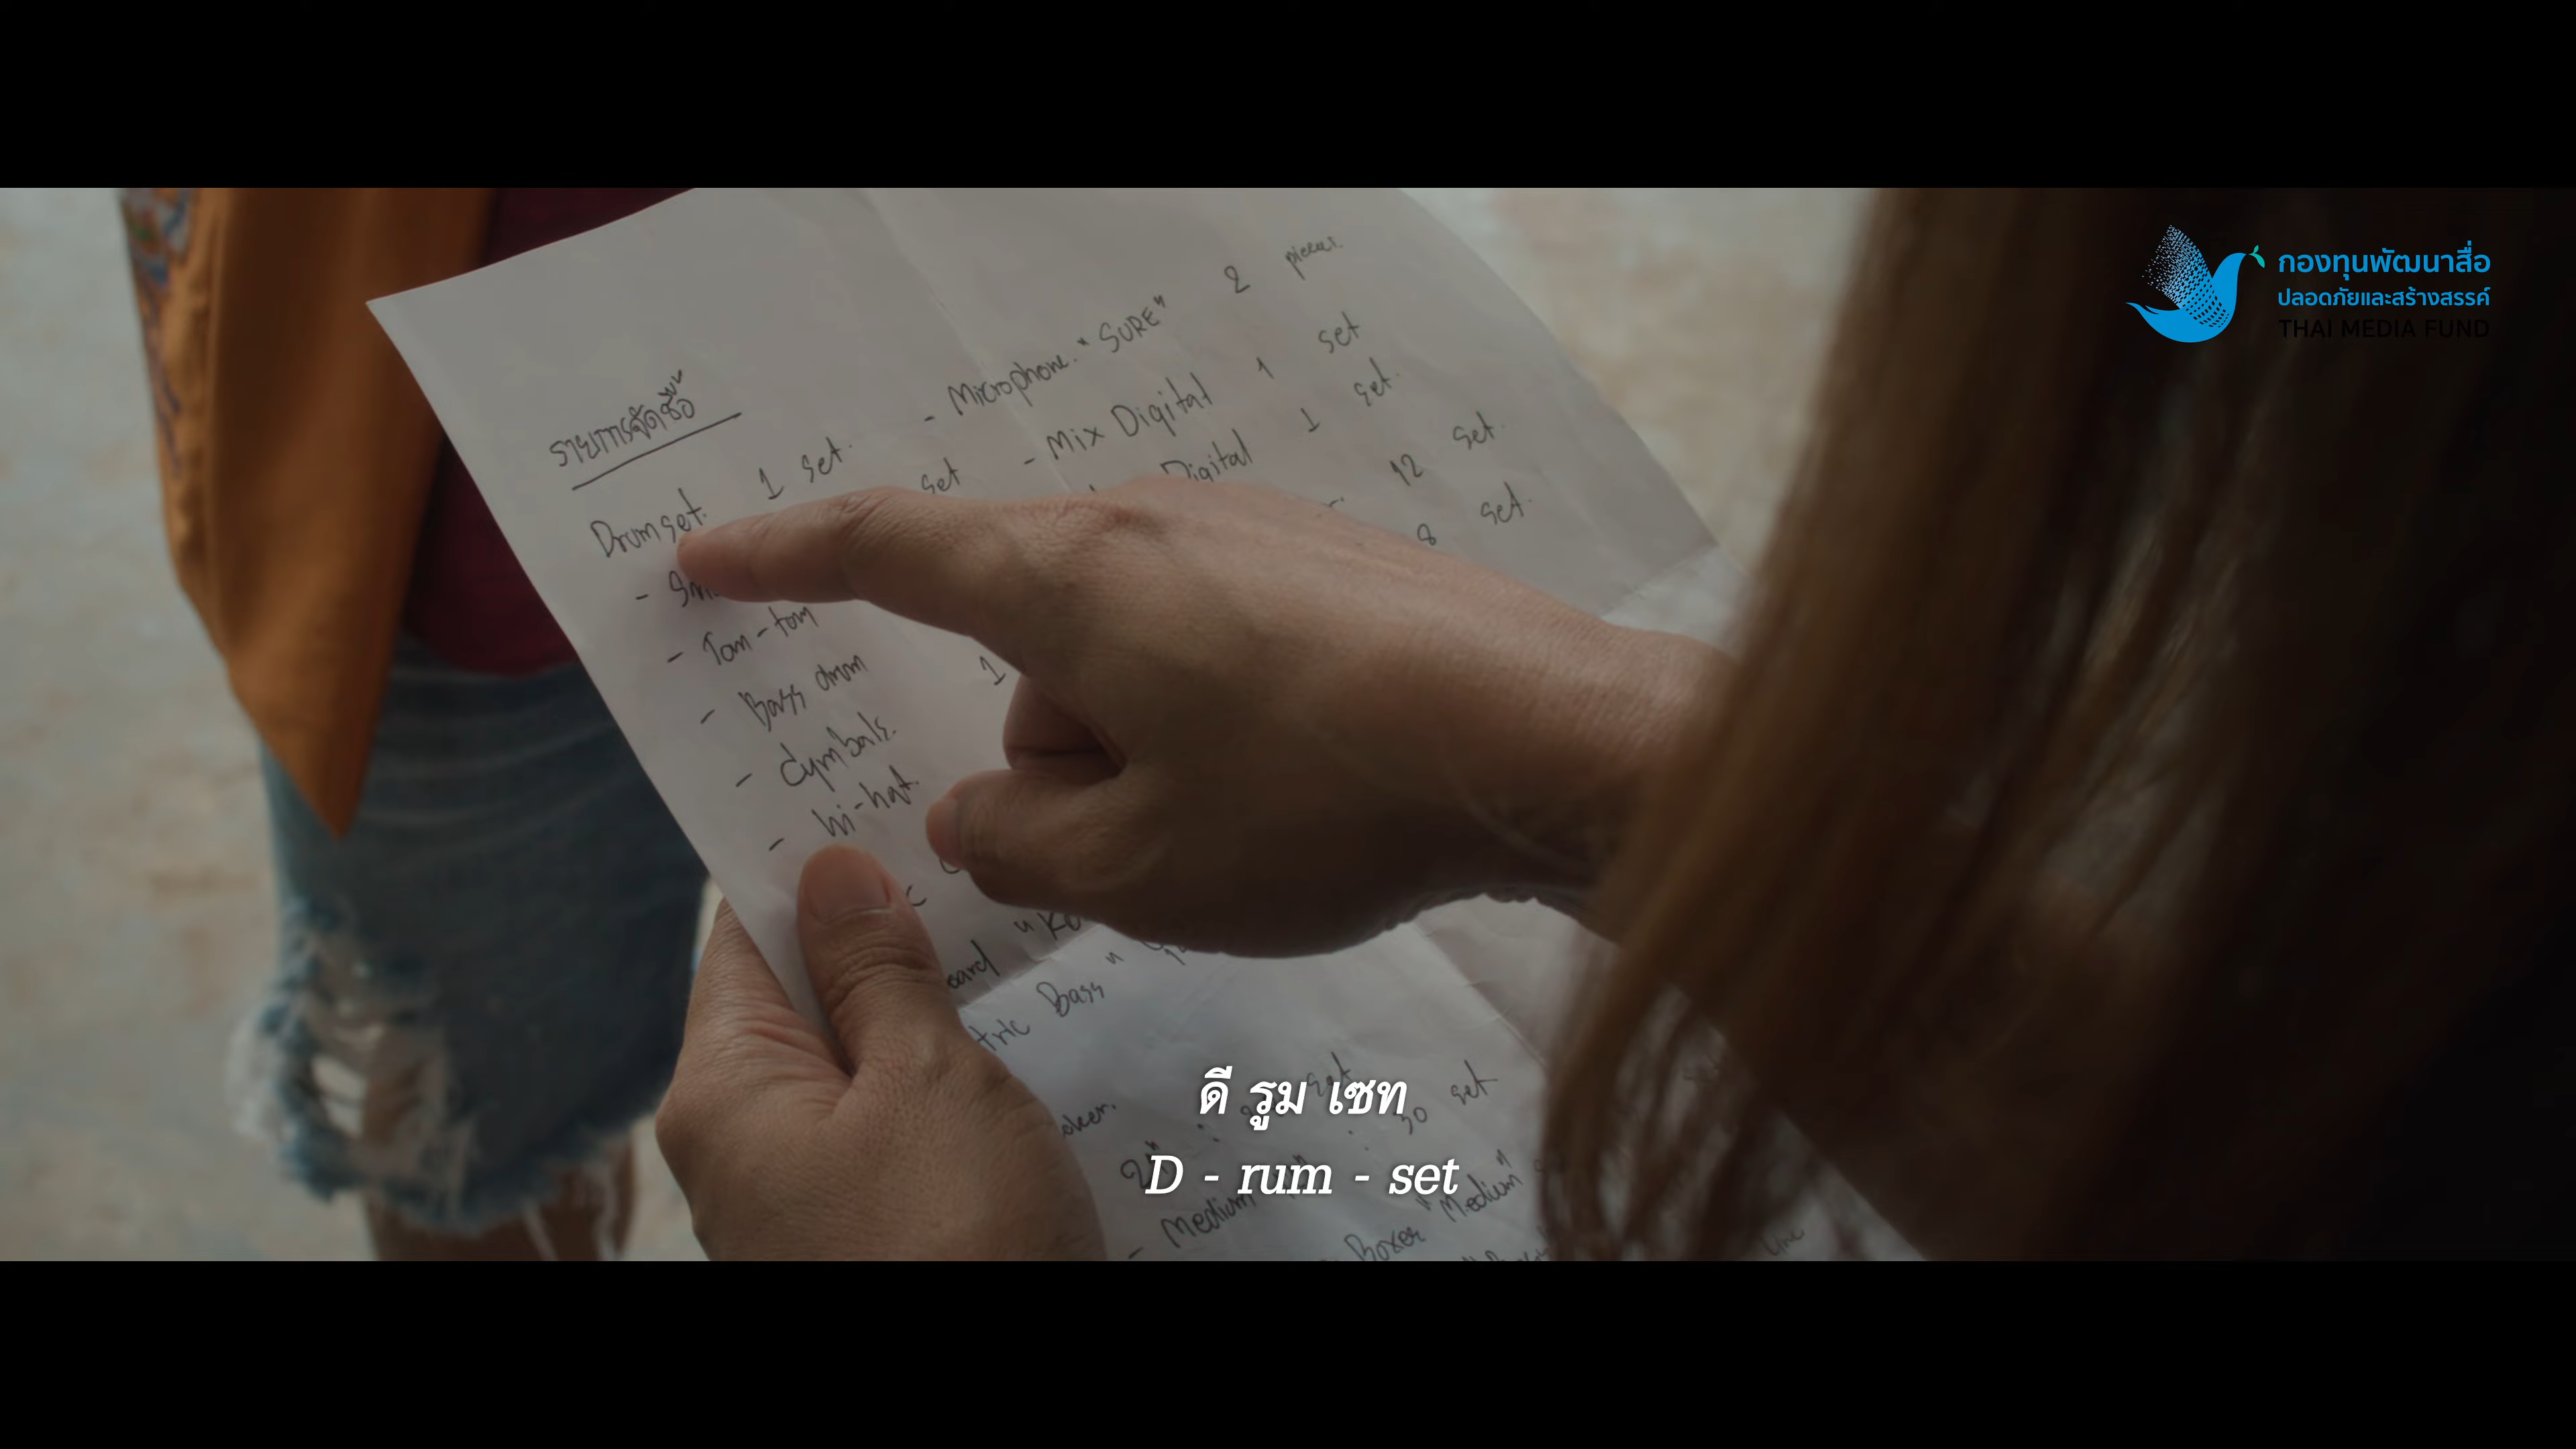 กองทุนพัฒนาสื่อ
ปลอดภัยและสร้างสรรค์
THAI MEDIA FUND
รายการจัดซื้อ
Drum set. 1 set.
- Tom-tom
- Bass drum 1
- Cymbals.
- hi-hat.
Bass "
- Microphone. "SURE" 2 pieces.
- Mix Digital 1 set
Digital 1 set.
12 set.
8 set.
set
30 set
- Medium
Boxer Medium"
ดี รูม เซท
D - rum - set